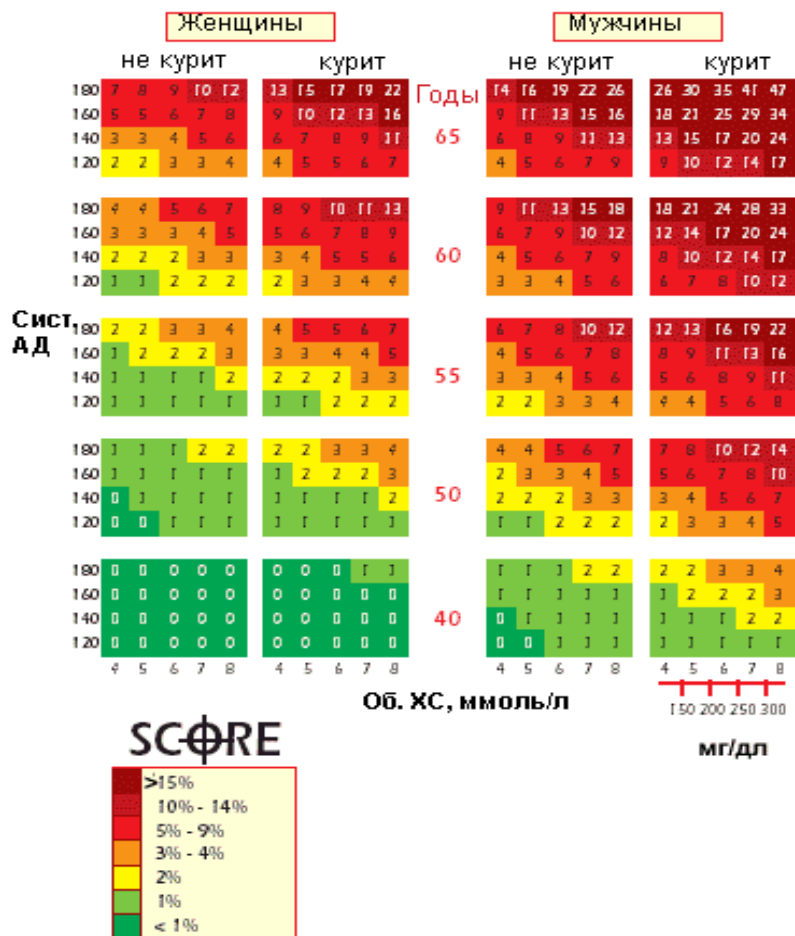 Женщины Мужчины
не курит курит не курит курит
Годы
180 7 8 9 10 12 13 15 17 19 22 14 16 19 22 26 26 30 35 41 47
160 5 5 6 7 8 9 10 12 13 16 9 11 13 15 16 18 21 25 29 34
140 3 3 4 5 6 6 7 8 9 11 65 6 8 9 11 13 13 15 17 20 24
120 2 2 3 3 4 4 5 5 6 7 4 5 6 7 9 9 10 12 14 17
180 4 4 5 6 7 8 9 10 11 13 9 11 13 15 18 18 21 24 28 33
160 3 3 3 4 5 5 6 7 8 9 6 7 9 10 12 12 14 17 20 24
140 2 2 2 3 3 3 4 5 5 6 60 4 5 6 7 9 8 10 12 14 17
120 1 1 2 2 2 2 3 3 4 4 3 3 4 5 6 6 7 8 10 12
Сист.
АД
180 2 2 3 3 4 4 5 5 6 7 6 7 8 10 12 12 13 16 19 22
160 1 2 2 2 3 3 3 4 4 5 4 5 6 7 8 8 9 11 13 16
140 1 1 1 1 2 2 2 2 3 3 55 3 3 4 5 6 5 6 8 9 11
120 1 1 1 1 1 1 1 2 2 2 2 2 3 3 4 4 4 5 6 8
180 1 1 1 2 2 2 2 3 3 4 4 4 5 6 7 7 8 10 12 14
160 1 1 1 1 1 1 2 2 2 3 2 3 3 4 5 5 6 7 8 10
140 0 1 1 1 1 1 1 1 1 2 50 2 2 2 3 3 3 4 5 6 7
120 0 0 1 1 1 1 1 1 1 1 1 1 2 2 2 2 3 3 4 5
180 0 0 0 0 0 0 0 0 1 1 1 1 1 2 2 2 2 3 3 4
160 0 0 0 0 0 0 0 0 0 0 1 1 1 1 1 1 2 2 2 3
140 0 0 0 0 0 0 0 0 0 0 40 0 1 1 1 1 1 1 1 2 2
120 0 0 0 0 0 0 0 0 0 0 0 0 1 1 1 1 1 1 1 1
4 5 6 7 8 4 5 6 7 8 4 5 6 7 8 4 5 6 7 8
Об. ХС, ммоль/л
150 200 250 300
мг/дл
SCORE
>15%
10% - 14%
5% - 9%
3% - 4%
2%
1%
< 1%